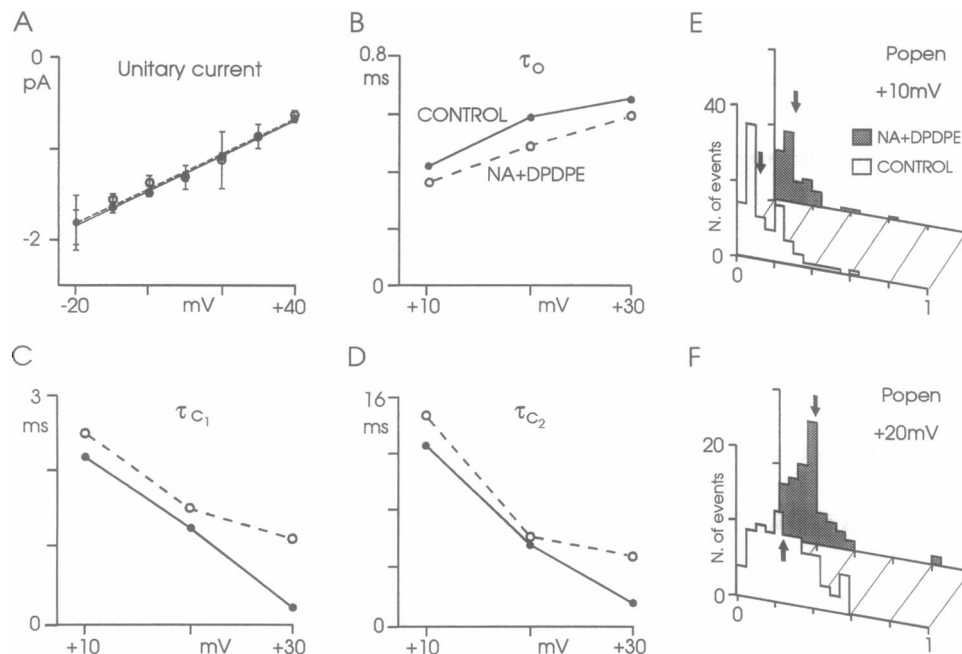 A
0
pA
Unitary current
-2
-20
mV
+40
B
0.8
ms
τO
CONTROL
NA+DPDPE
0
+10
mV
+30
C
3
ms
τC1
0
+10
mV
+30
D
16
ms
τC2
0
+10
mV
+30
E
Popen
+10mV
40
NA+DPDPE
CONTROL
N. of events
0
0
1
F
Popen
+20mV
20
N. of events
0
0
1